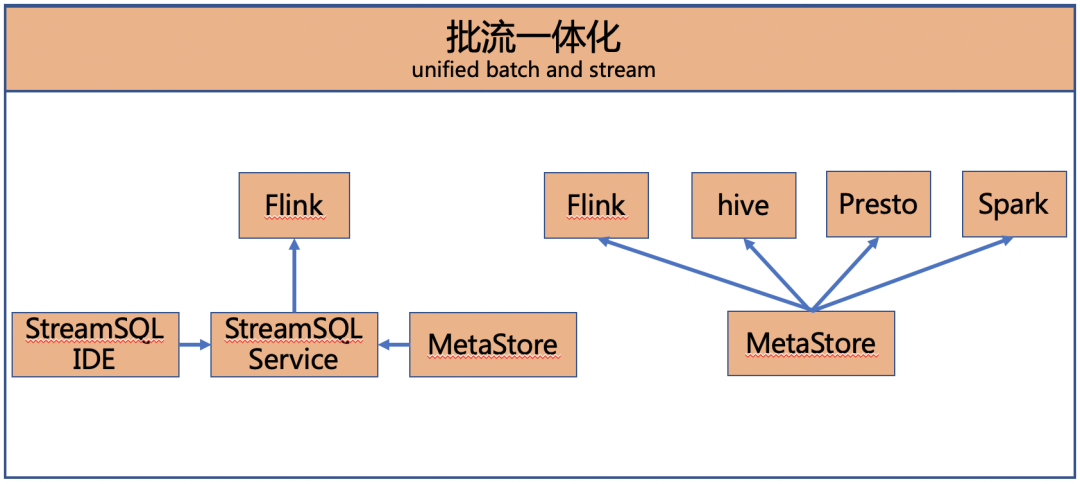 批流一体化
unified batch and stream
Flink
Flink
hive
Presto
Spark
StreamSQL
IDE
StreamSQL
Service
MetaStore
MetaStore